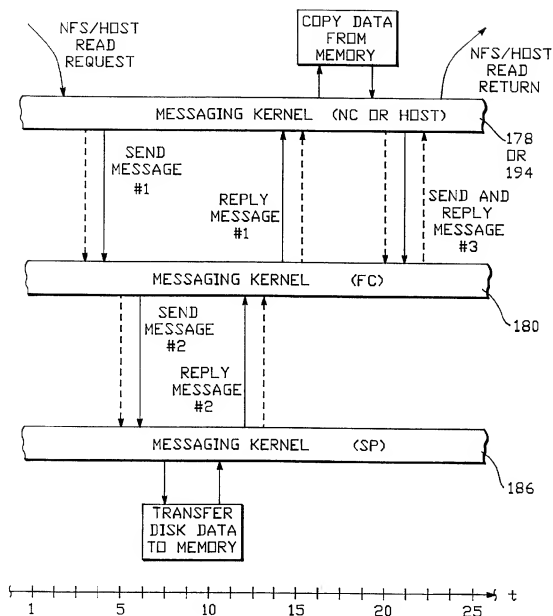 NFS/HOST
READ
REQUEST
COPY DATA
FROM
MEMORY
NFS/HOST
READ
RETURN
MESSAGING KERNEL (NC OR HOST)
178
OR
194
SEND
MESSAGE
#1
REPLY
MESSAGE
#1
SEND AND
REPLY
MESSAGE
#3
MESSAGING KERNEL (FC)
180
SEND
MESSAGE
#2
REPLY
MESSAGE
#2
MESSAGING KERNEL (SP)
186
TRANSFER
DISK DATA
TO MEMORY
t
1 5 10 15 20 25